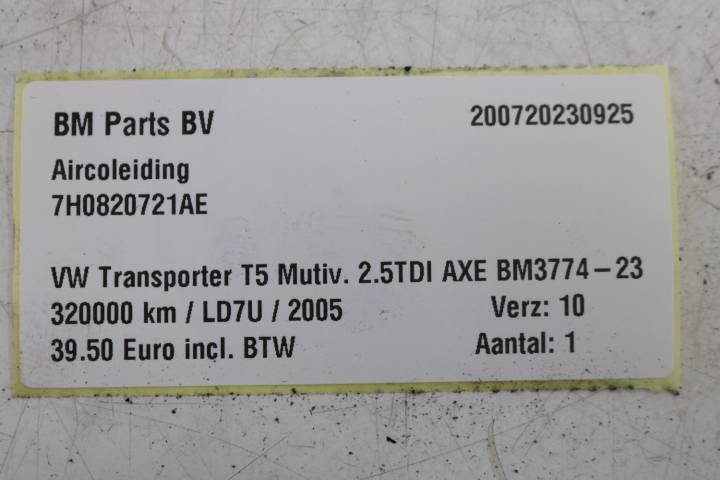 BM Parts BV 200720230925
Aircoleiding
7H0820721AE
VW Transporter T5 Mutiv. 2.5TDI AXE BM3774-23
320000 km / LD7U / 2005 Verz: 10
39.50 Euro incl. BTW Aantal: 1